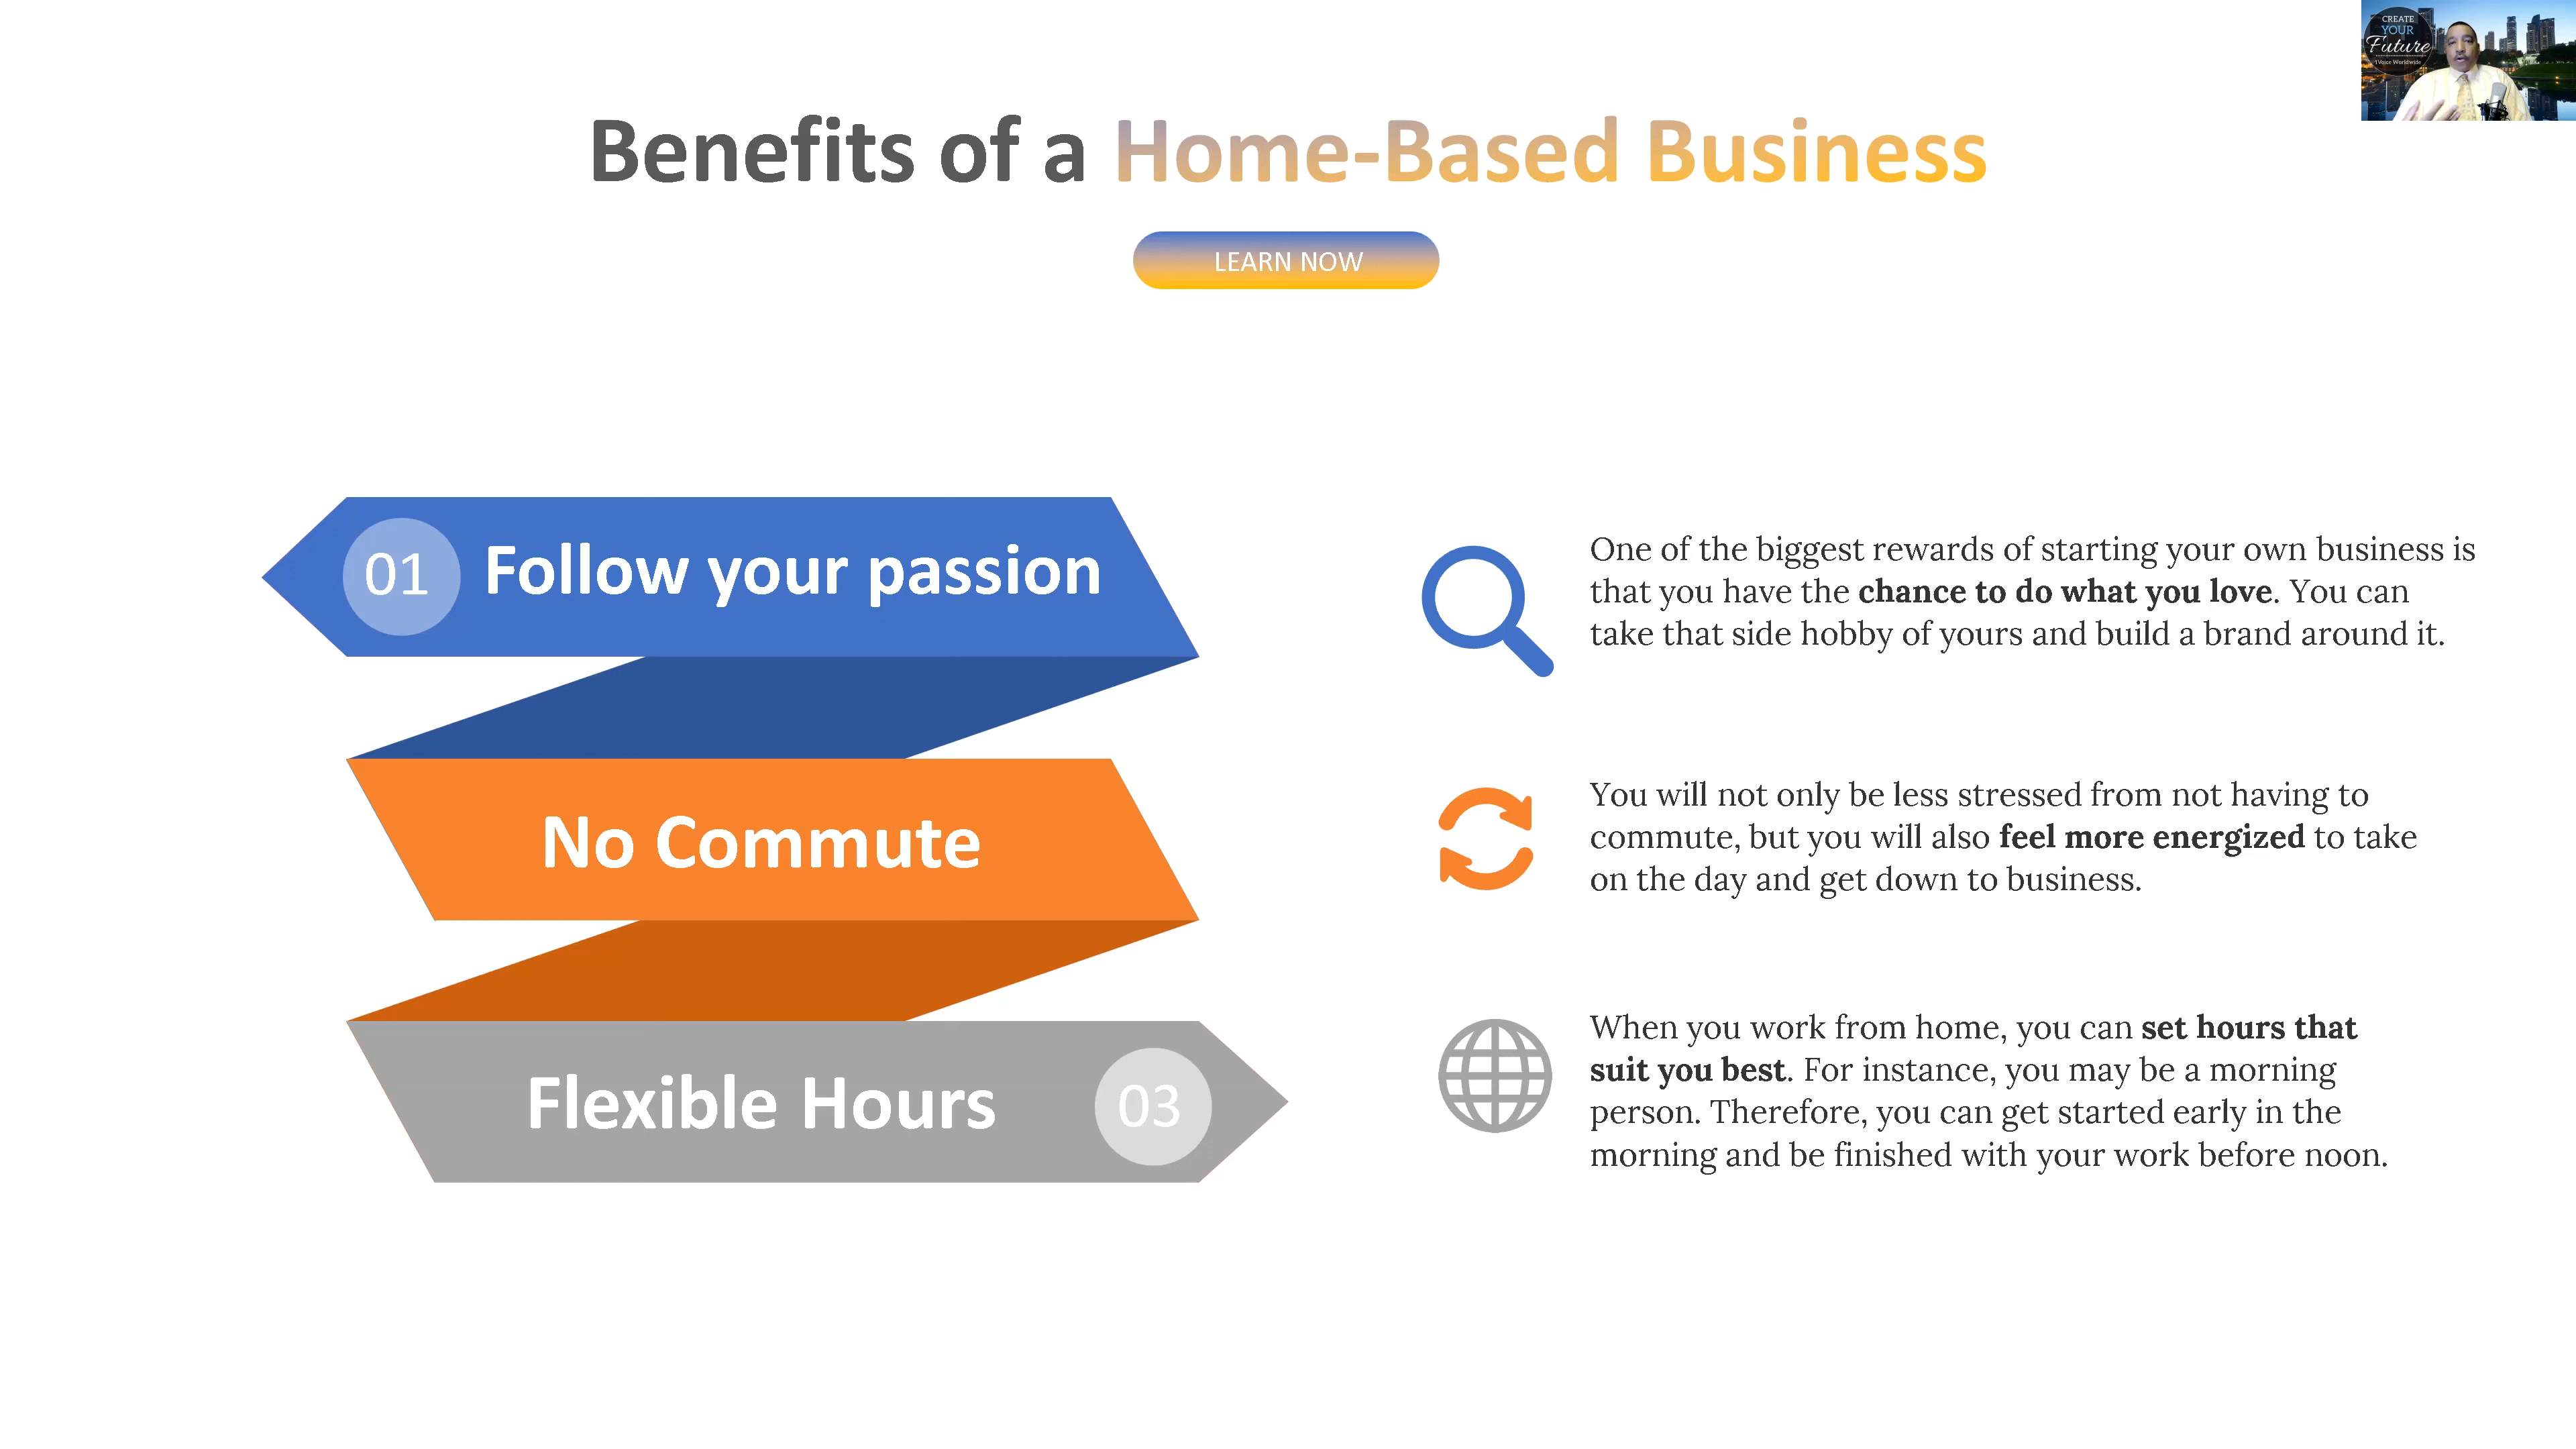 CREATE
YOUR
Future
1Voice Worldwide
Benefits of a Home-Based Business
LEARN NOW
01 Follow your passion
One of the biggest rewards of starting your own business is
that you have the chance to do what you love. You can
take that side hobby of yours and build a brand around it.
No Commute
You will not only be less stressed from not having to
commute, but you will also feel more energized to take
on the day and get down to business.
Flexible Hours 03
When you work from home, you can set hours that
suit you best. For instance, you may be a morning
person. Therefore, you can get started early in the
morning and be finished with your work before noon.